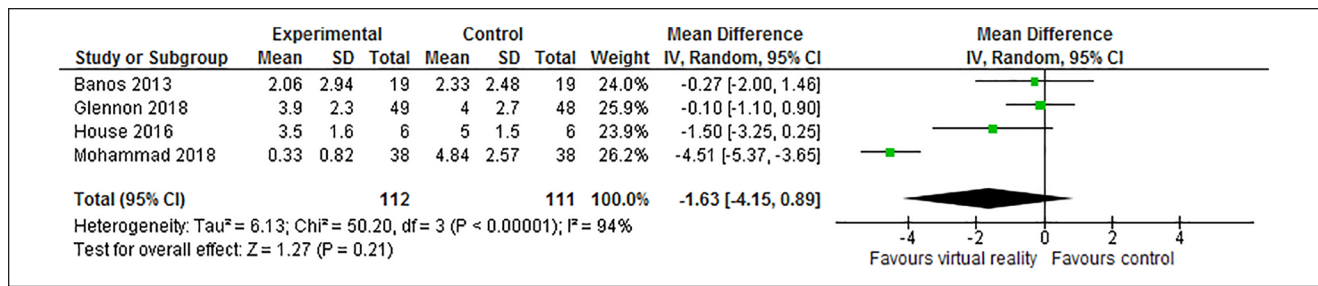 Experimental Control Mean Difference Mean Difference
Study or Subgroup Mean SD Total Mean SD Total Weight IV, Random, 95% CI IV, Random, 95% CI
Banos 2013 2.06 2.94 19 2.33 2.48 19 24.0% -0.27 [-2.00, 1.46]
Glennon 2018 3.9 2.3 49 4 2.7 48 25.9% -0.10 [-1.10, 0.90]
House 2016 3.5 1.6 6 5 1.5 6 23.9% -1.50 [-3.25, 0.25]
Mohammad 2018 0.33 0.82 38 4.84 2.57 38 26.2% -4.51 [-5.37, -3.65]
Total (95% CI) 112 111 100.0% -1.63 [-4.15, 0.89]
Heterogeneity: Tau² = 6.13; Chi² = 50.20, df = 3 (P < 0.00001); I² = 94%
Test for overall effect: Z = 1.27 (P = 0.21)
-4 -2 0 2 4
Favours virtual reality Favours control